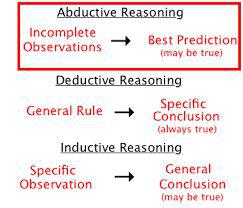 Abductive Reasoning
Incomplete Observations → Best Prediction
(may be true)
Deductive Reasoning
General Rule → Specific Conclusion
(always true)
Inductive Reasoning
Specific Observation → General Conclusion
(may be true)